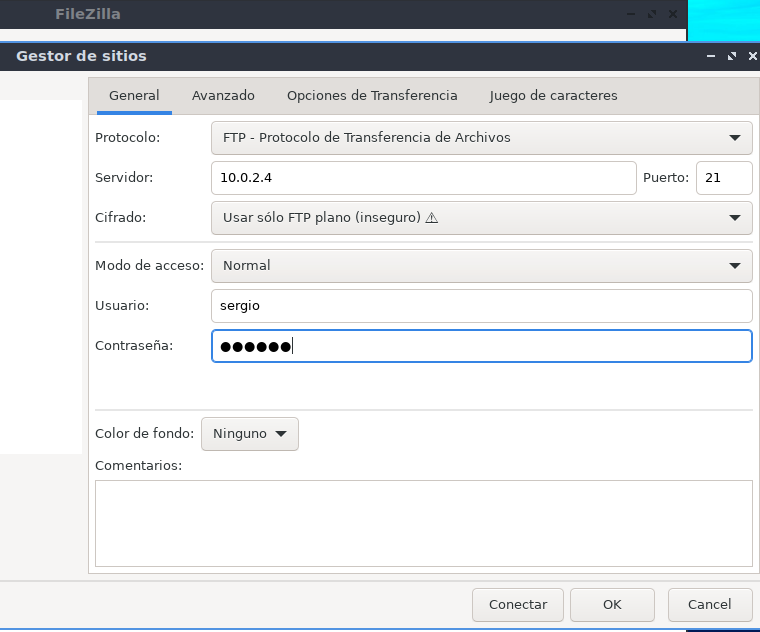 FileZilla
Gestor de sitios
General Avanzado Opciones de Transferencia Juego de caracteres
Protocolo: FTP - Protocolo de Transferencia de Archivos
Servidor: 10.0.2.4 Puerto: 21
Cifrado: Usar sólo FTP plano (inseguro) ⚠
Modo de acceso: Normal
Usuario: sergio
Contraseña: ●●●●●●
Color de fondo: Ninguno
Comentarios:
Conectar OK Cancel